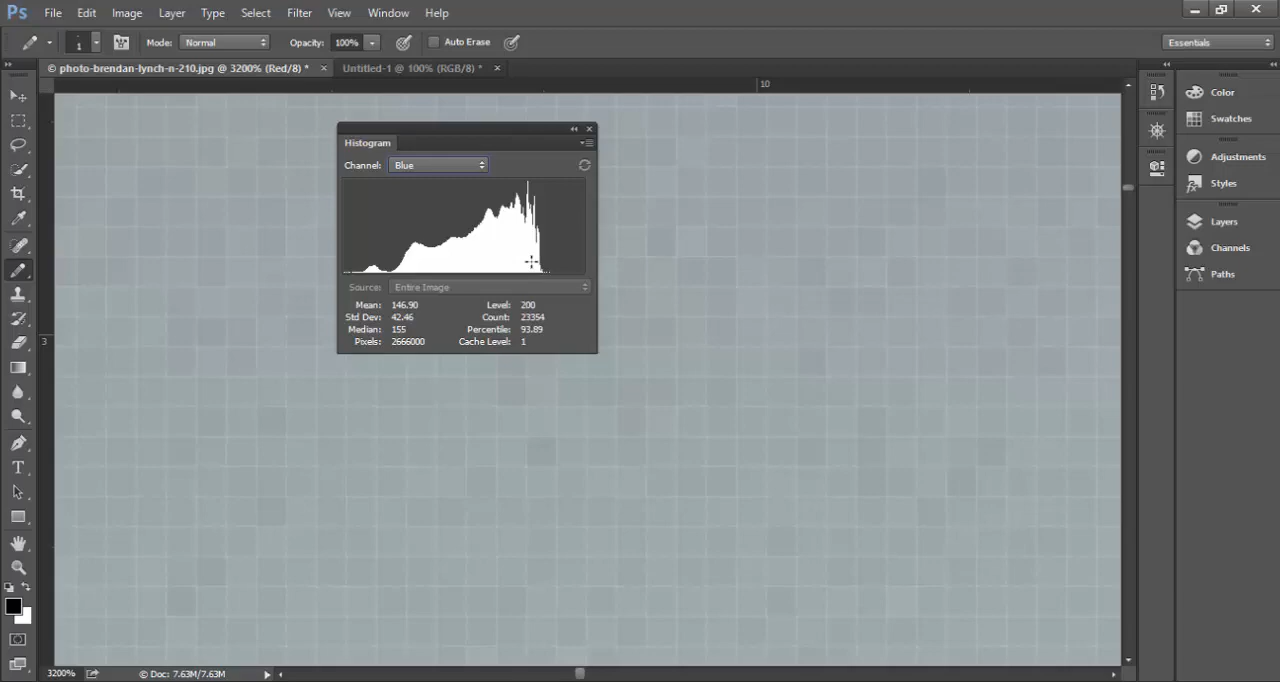 Ps File Edit Image Layer Type Select Filter View Window Help
1 Mode: Normal Opacity: 100% Auto Erase Essentials
© photo-brendan-lynch-n-210.jpg @ 3200% (Red/8) * × Untitled-1 @ 100% (RGB/8) * ×
10
3
Histogram
Channel: Blue
Source: Entire Image
Mean: 146.90 Level: 200
Std Dev: 42.46 Count: 23354
Median: 155 Percentile: 93.89
Pixels: 2666000 Cache Level: 1
Color
Swatches
Adjustments
Styles
Layers
Channels
Paths
T
3200% © Doc: 7.63M/7.63M